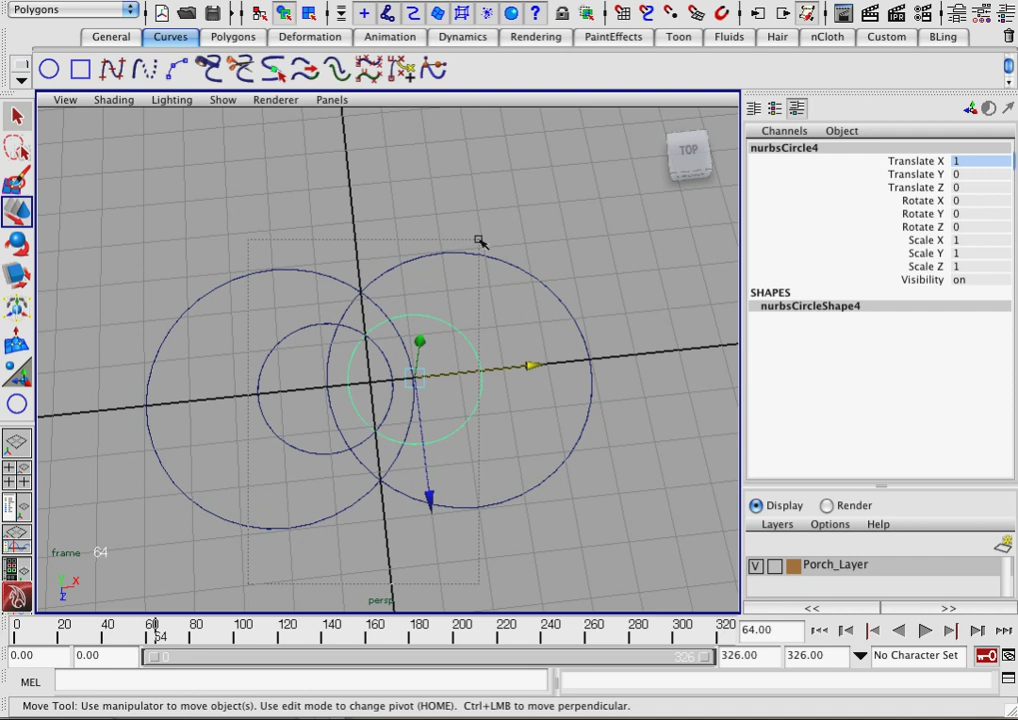 Polygons
General Curves Polygons Deformation Animation Dynamics Rendering PaintEffects Toon Fluids Hair nCloth Custom BLing
View Shading Lighting Show Renderer Panels
Channels Object
nurbsCircle4
Translate X 1
Translate Y 0
Translate Z 0
Rotate X 0
Rotate Y 0
Rotate Z 0
Scale X 1
Scale Y 1
Scale Z 1
Visibility on
SHAPES
nurbsCircleShape4
TOP
Display Render
Layers Options Help
V Porch_Layer
<< >>
frame 64
Y X
Z
persp
0 20 40 60 80 100 120 140 160 180 200 220 240 260 280 300 320
64
64.00
0.00 0.00 0 326 326.00 326.00 No Character Set
MEL
Move Tool: Use manipulator to move object(s). Use edit mode to change pivot (HOME). Ctrl+LMB to move perpendicular.